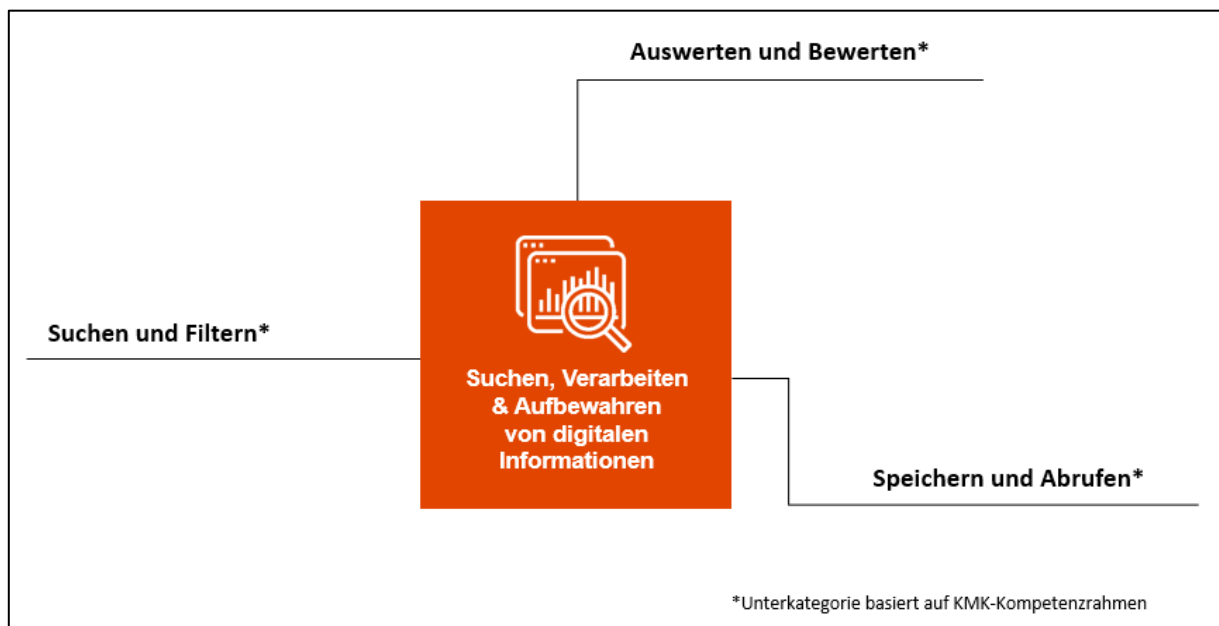 Auswerten und Bewerten*
Suchen und Filtern*
Suchen, Verarbeiten
& Aufbewahren
von digitalen
Informationen
Speichern und Abrufen*
*Unterkategorie basiert auf KMK-Kompetenzrahmen